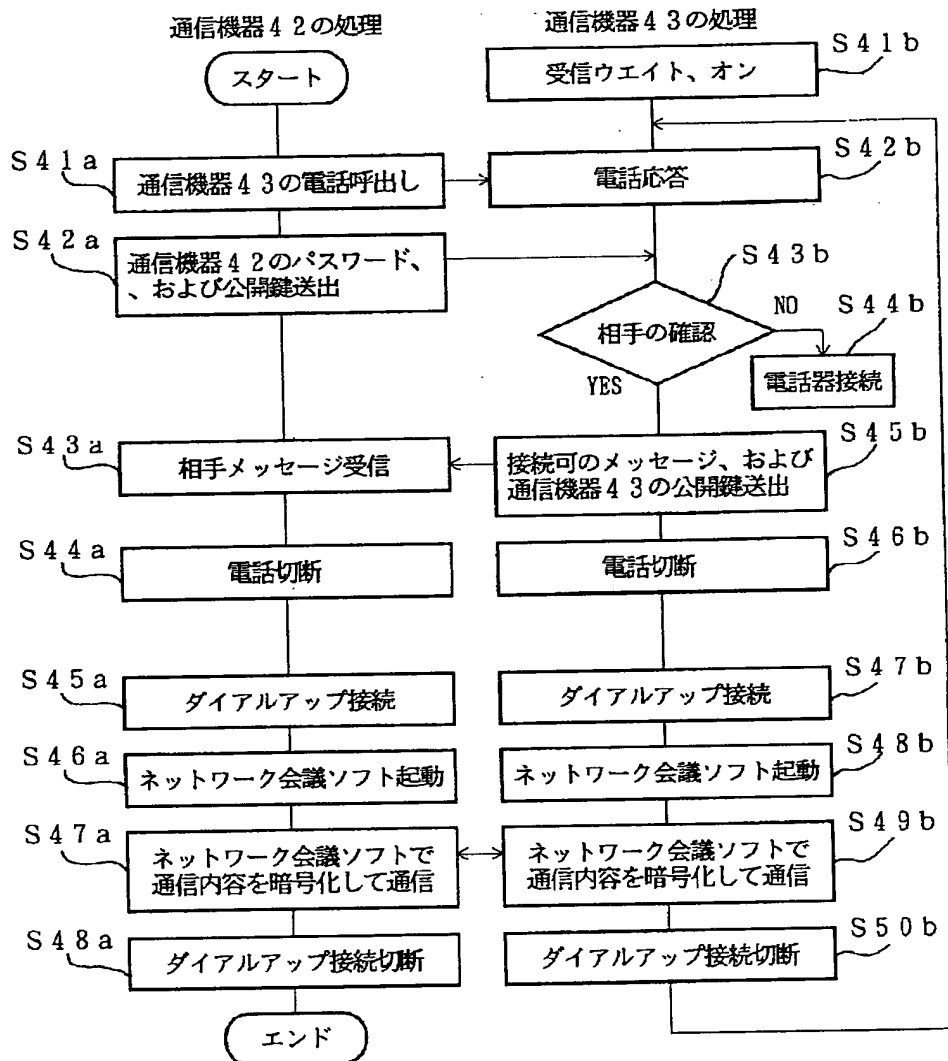 通信機器42の処理
通信機器43の処理
スタート
受信ウエイト、オン
S41b
S41a
通信機器43の電話呼出し
電話応答
S42b
S42a
通信機器42のパスワード、
、および公開鍵送出
S43b
相手の確認
NO
YES
S44b
電話器接続
S43a
相手メッセージ受信
接続可のメッセージ、および
通信機器43の公開鍵送出
S45b
S44a
電話切断
電話切断
S46b
S45a
ダイアルアップ接続
ダイアルアップ接続
S47b
S46a
ネットワーク会議ソフト起動
ネットワーク会議ソフト起動
S48b
S47a
ネットワーク会議ソフトで
通信内容を暗号化して通信
ネットワーク会議ソフトで
通信内容を暗号化して通信
S49b
S48a
ダイアルアップ接続切断
ダイアルアップ接続切断
S50b
エンド